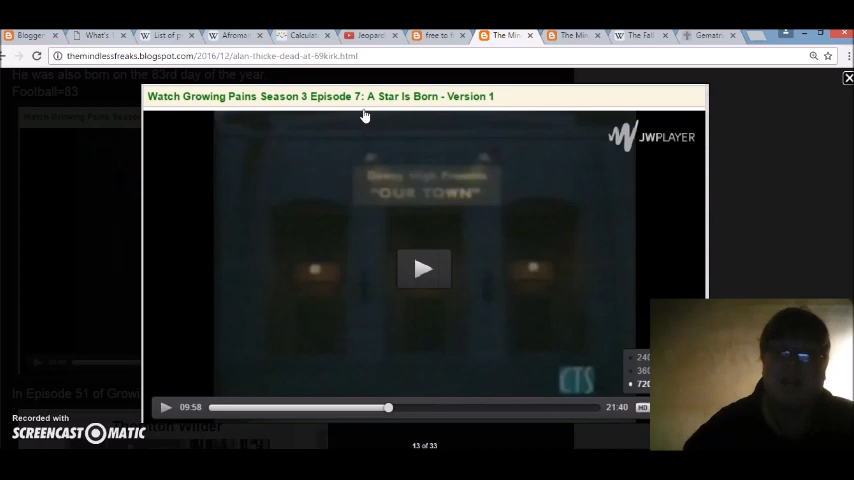 Blogger
What's
List of p
Afromar
Calculat
Jeopard
free to f
The Min
The Min
The Fall
Gematri
themindlessfreaks.blogspot.com/2016/12/alan-thicke-dead-at-69kirk.html
He was also born on the 83rd day of the year.
Football=83
Watch Growing Pains Season 3 Episode 7: A Star Is Born - Version 1
JWPLAYER
"OUR TOWN"
240
360
720
CTS
09:58
21:40
HD
In Episode 51 of Growi
Recorded with
SCREENCAST MATIC
Thornton Wilder
13 of 33